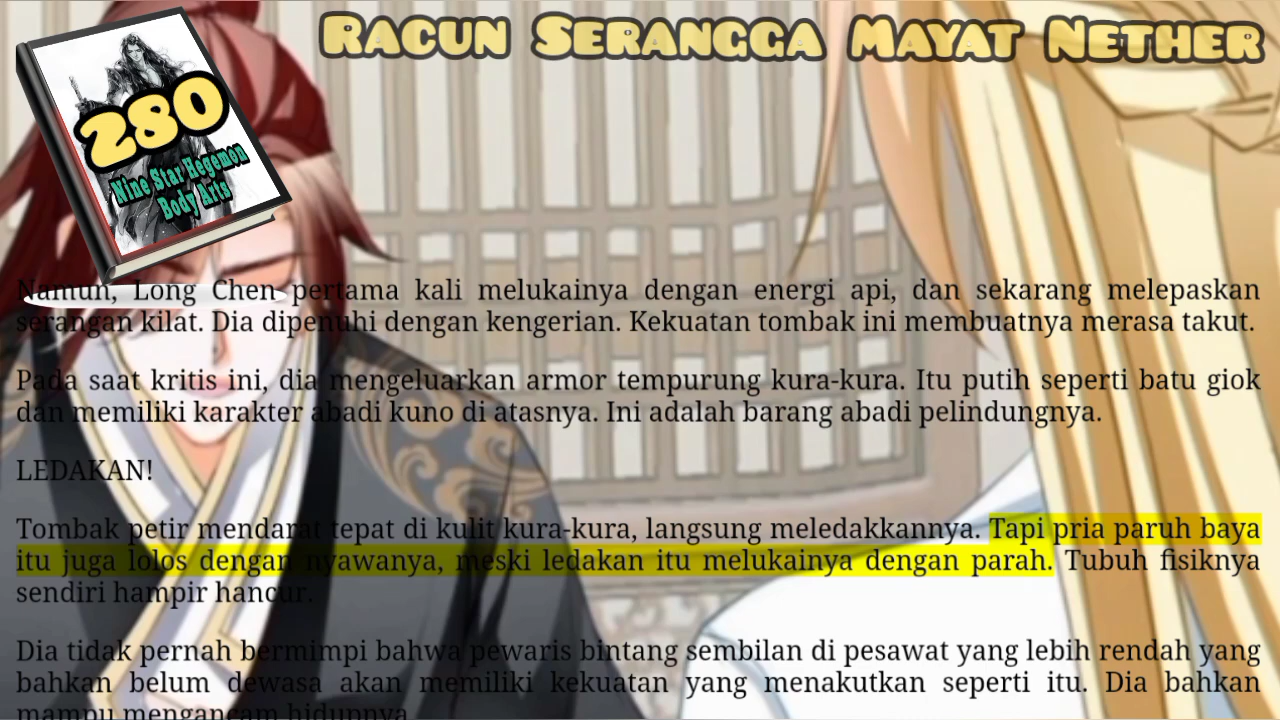 Racun Serangga Mayat Nether
280
Nine Star Hegemon
Body Arts
Namun, Long Chen pertama kali melukainya dengan energi api, dan sekarang melepaskan
serangan kilat. Dia dipenuhi dengan kengerian. Kekuatan tombak ini membuatnya merasa takut.
Pada saat kritis ini, dia mengeluarkan armor tempurung kura-kura. Itu putih seperti batu giok
dan memiliki karakter abadi kuno di atasnya. Ini adalah barang abadi pelindungnya.
LEDAKAN!
Tombak petir mendarat tepat di kulit kura-kura, langsung meledakkannya. Tapi pria paruh baya
itu juga lolos dengan nyawanya, meski ledakan itu melukainya dengan parah. Tubuh fisiknya
sendiri hampir hancur.
Dia tidak pernah bermimpi bahwa pewaris bintang sembilan di pesawat yang lebih rendah yang
bahkan belum dewasa akan memiliki kekuatan yang menakutkan seperti itu. Dia bahkan
mampu mengancam hidupnya